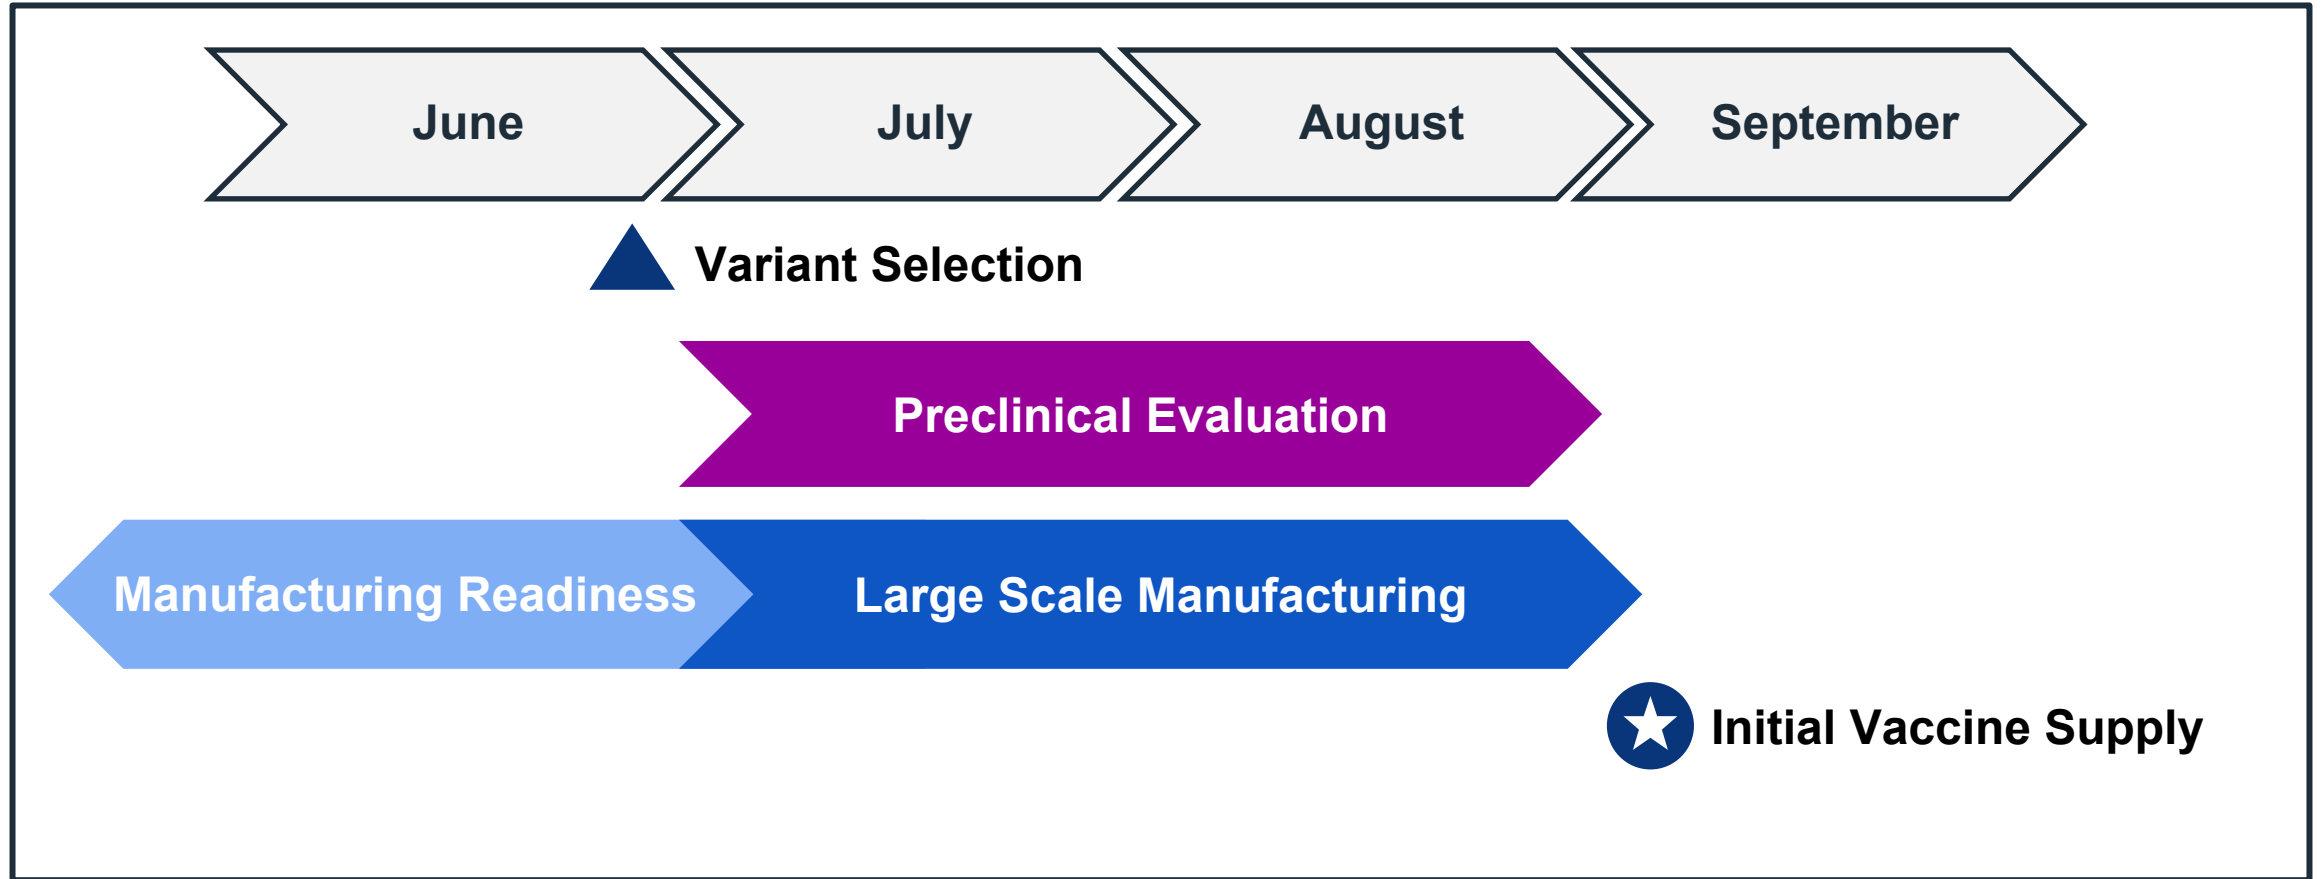 June
July
August
September
Variant Selection
Preclinical Evaluation
Manufacturing Readiness
Large Scale Manufacturing
Initial Vaccine Supply